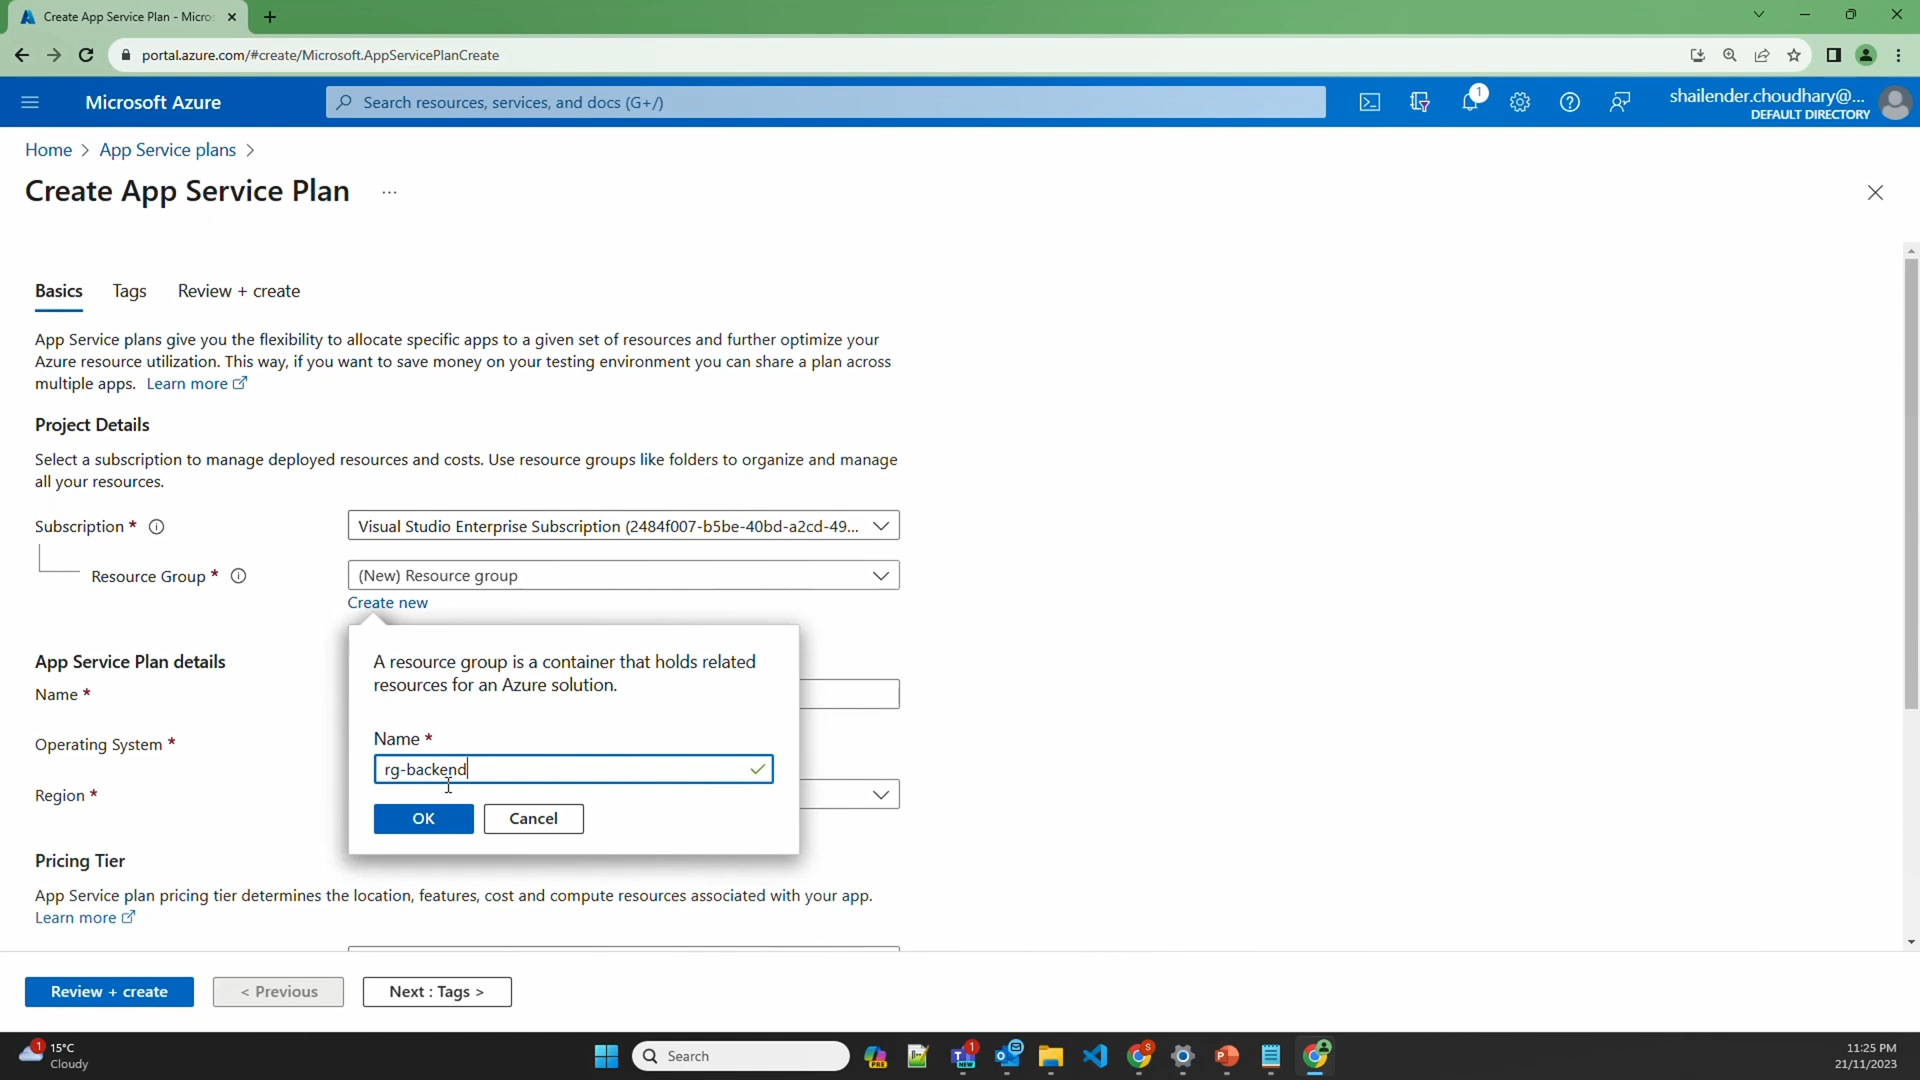 Create App Service Plan - Micro
portal.azure.com/#create/Microsoft.AppServicePlanCreate
Microsoft Azure
Search resources, services, and docs (G+/)
1
shailender.choudhary@...
DEFAULT DIRECTORY
Home > App Service plans >
Create App Service Plan ...
Basics Tags Review + create
App Service plans give you the flexibility to allocate specific apps to a given set of resources and further optimize your
Azure resource utilization. This way, if you want to save money on your testing environment you can share a plan across
multiple apps. Learn more
Project Details
Select a subscription to manage deployed resources and costs. Use resource groups like folders to organize and manage
all your resources.
Subscription *
Visual Studio Enterprise Subscription (2484f007-b5be-40bd-a2cd-49...
Resource Group *
(New) Resource group
Create new
A resource group is a container that holds related
resources for an Azure solution.
Name *
rg-backend
OK Cancel
App Service Plan details
Name *
Operating System *
Region *
Pricing Tier
App Service plan pricing tier determines the location, features, cost and compute resources associated with your app.
Learn more
Review + create < Previous Next : Tags >
1
15°C
Cloudy
Search
PRE
T
NEW
1
S
11:25 PM
21/11/2023